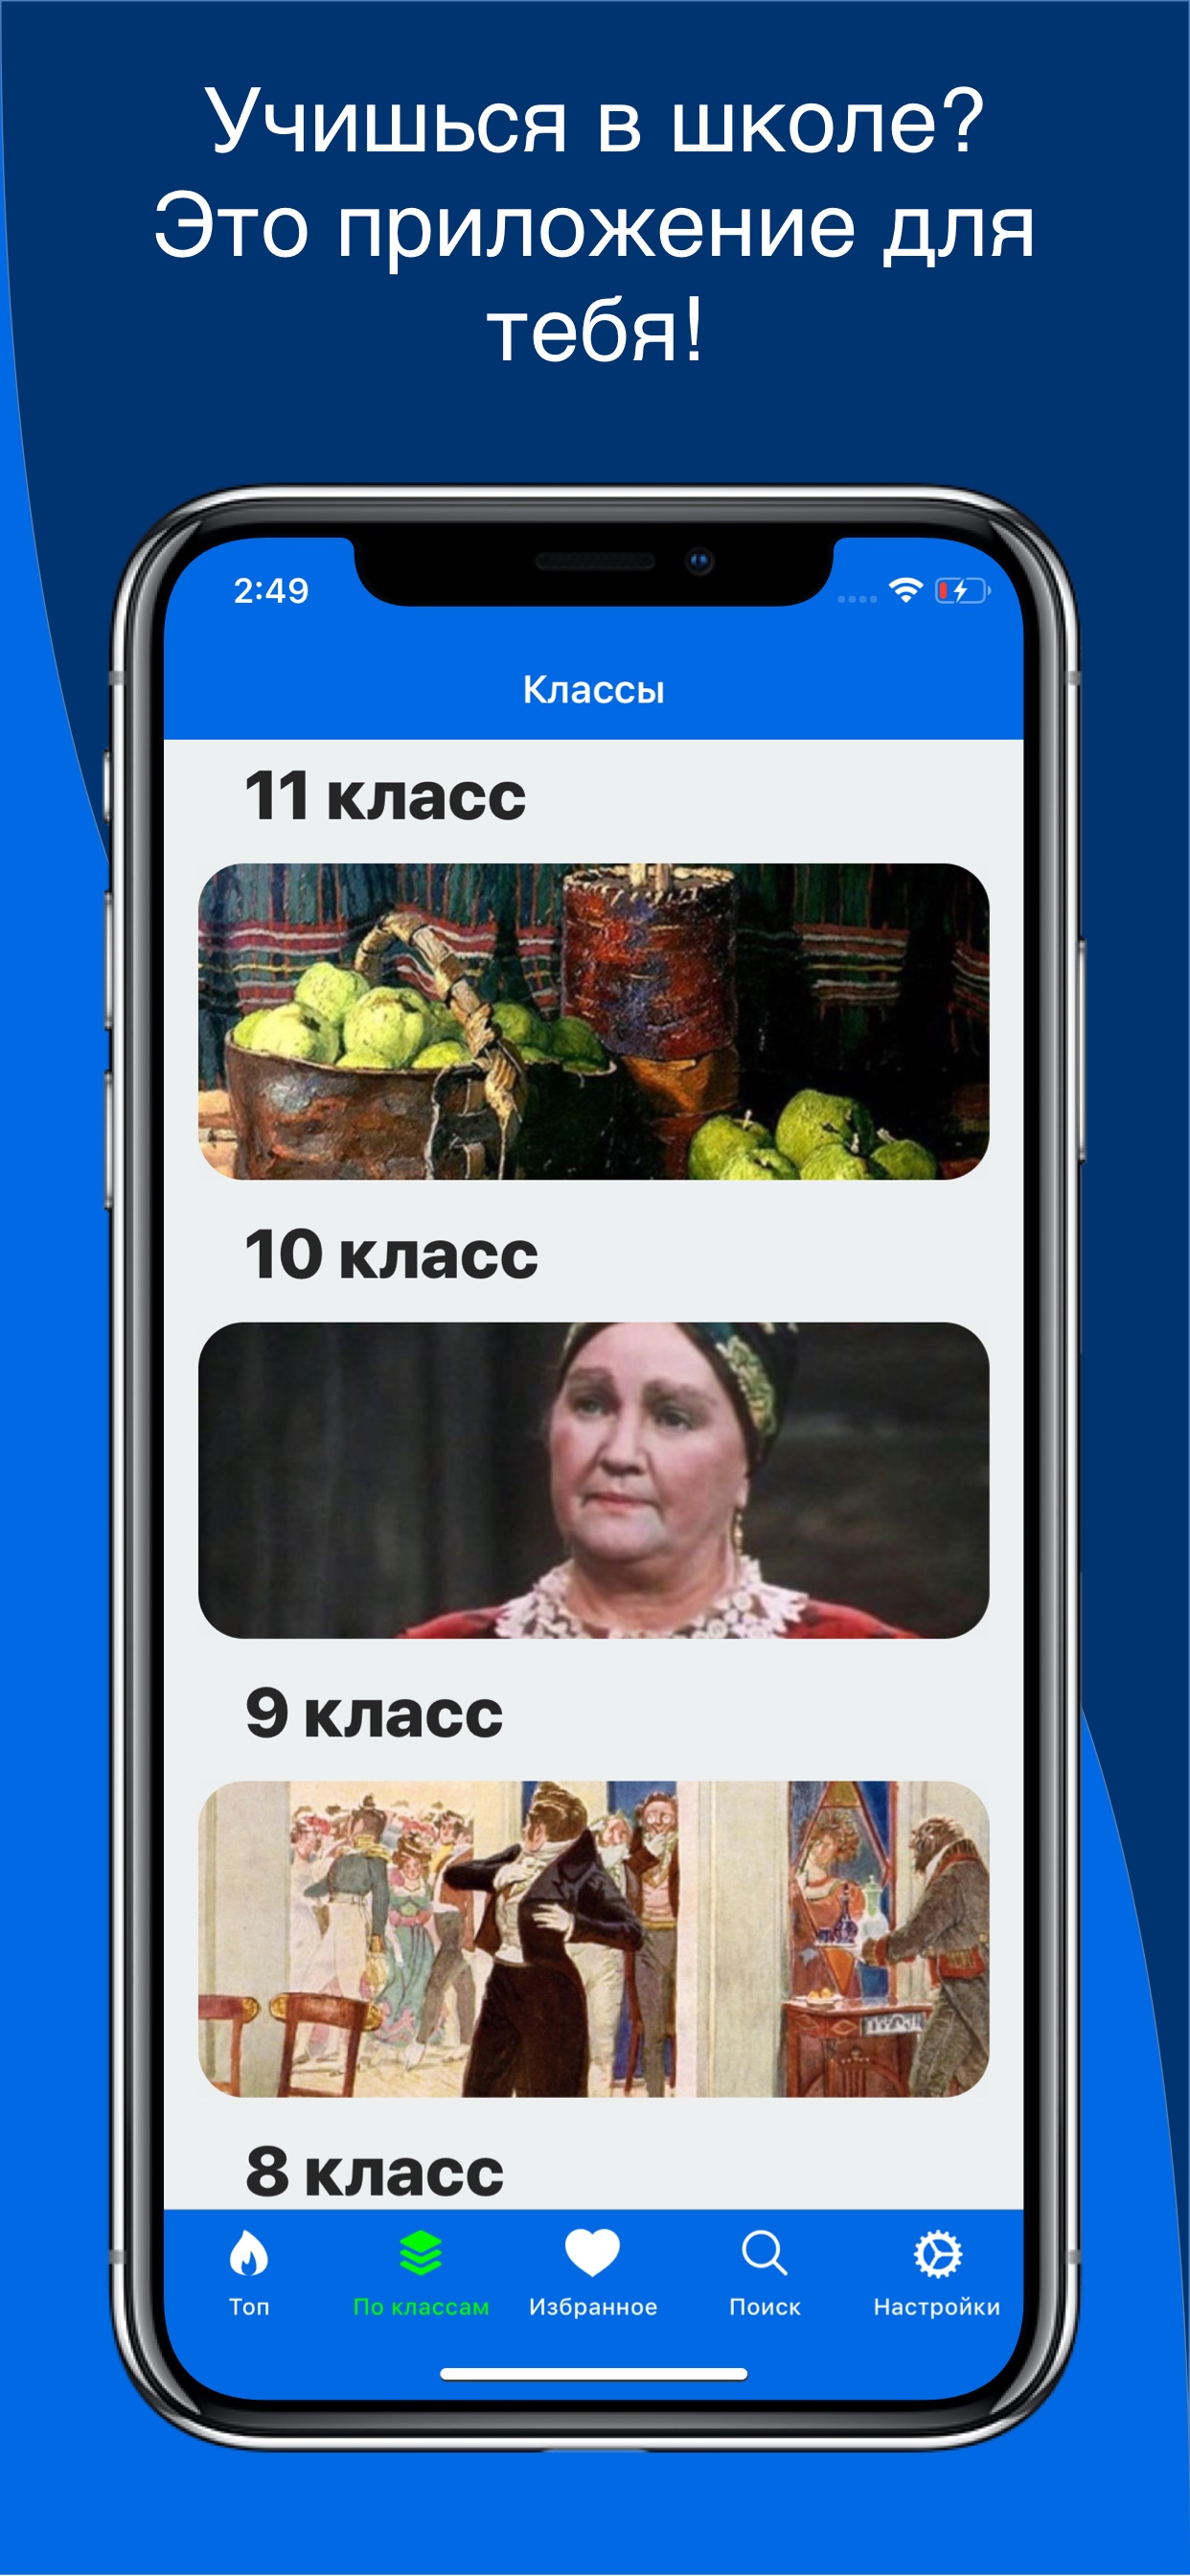 Учишься в школе?
Это приложение для
тебя!
2:49
Классы
11 класс
10 класс
9 класс
8 класс
Топ
По классам
Избранное
Поиск
Настройки